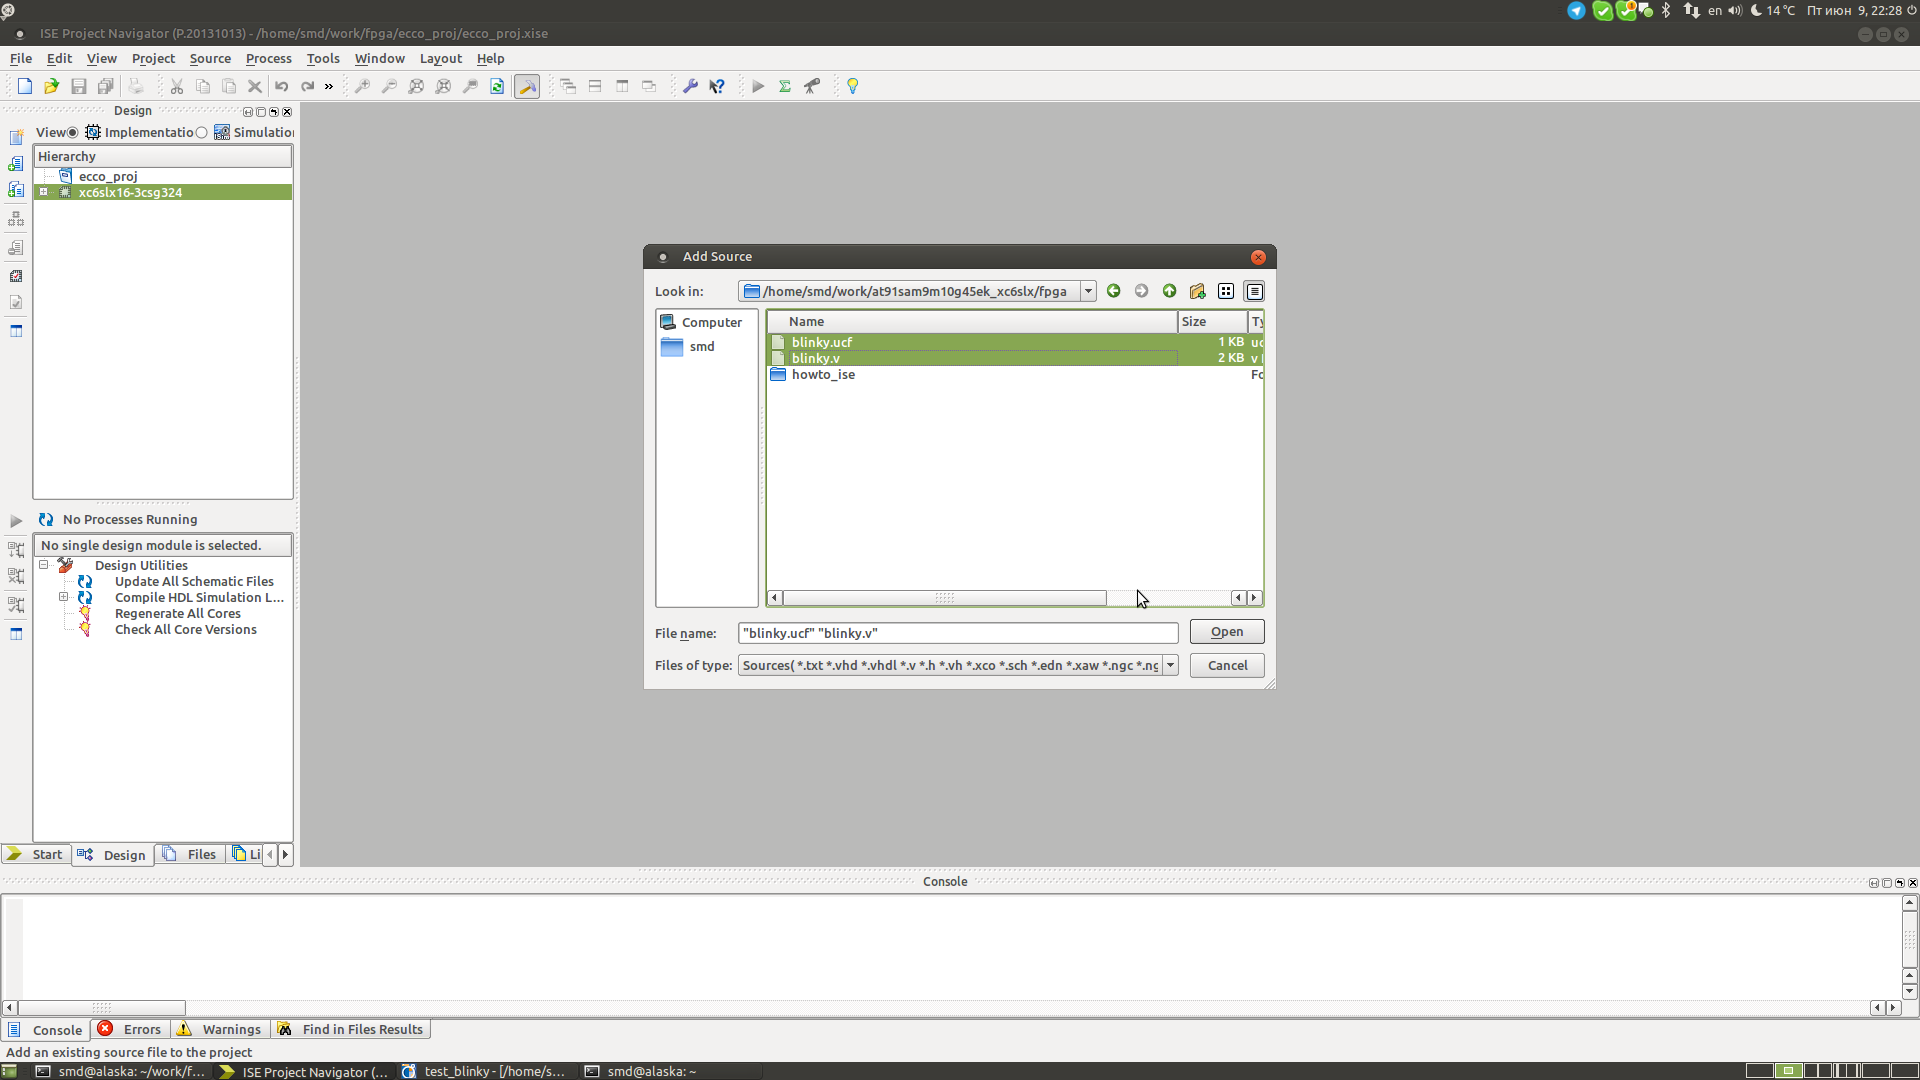 en 14 °C Пт июн 9, 22:28
ISE Project Navigator (P.20131013) - /home/smd/work/fpga/ecco_proj/ecco_proj.xise
File Edit View Project Source Process Tools Window Layout Help
»
Design
View Implementatio Simulation
Hierarchy
ecco_proj
xc6slx16-3csg324
No Processes Running
No single design module is selected.
Design Utilities
Update All Schematic Files
Compile HDL Simulation L...
Regenerate All Cores
Check All Core Versions
Start Design Files Li
Add Source
Look in: /home/smd/work/at91sam9m10g45ek_xc6slx/fpga
Computer
smd
Name Size Ty
blinky.ucf 1 KB uc
blinky.v 2 KB v
howto_ise Fo
File name: "blinky.ucf" "blinky.v"
Open
Files of type: Sources( *.txt *.vhd *.vhdl *.v *.h *.vh *.xco *.sch *.edn *.xaw *.ngc *.ng
Cancel
Console
Console Errors Warnings Find in Files Results
Add an existing source file to the project
smd@alaska: ~/work/f... ISE Project Navigator (... test_blinky - [/home/s... smd@alaska: ~